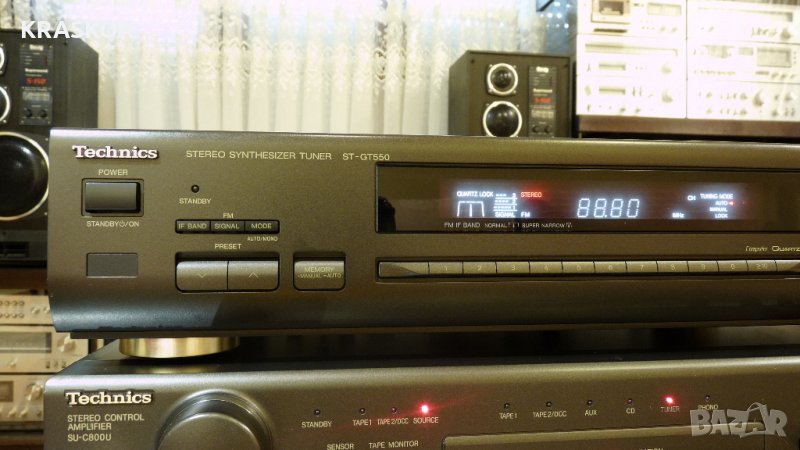 Technics
STEREO SYNTHESIZER TUNER ST-GT550
POWER
STANDBY⏻/ON
STANDBY
FM
IF BAND SIGNAL MODE
AUTO/MONO
PRESET
MEMORY
-MANUAL -AUTO
QUARTZ LOCK
STEREO
SIGNAL FM
88.80
MHz
CH TUNING MODE
AUTO
MANUAL
LOCK
FM IF BAND NORMAL SUPER NARROW
1 2 3 4 5 6 7 8 9
Technics
STEREO CONTROL
AMPLIFIER
SU-C800U
STANDBY TAPE1 TAPE2/DCC SOURCE
SENSOR TAPE MONITOR
TAPE1 TAPE2/DCC AUX CD TUNER PHONO
BAZAR